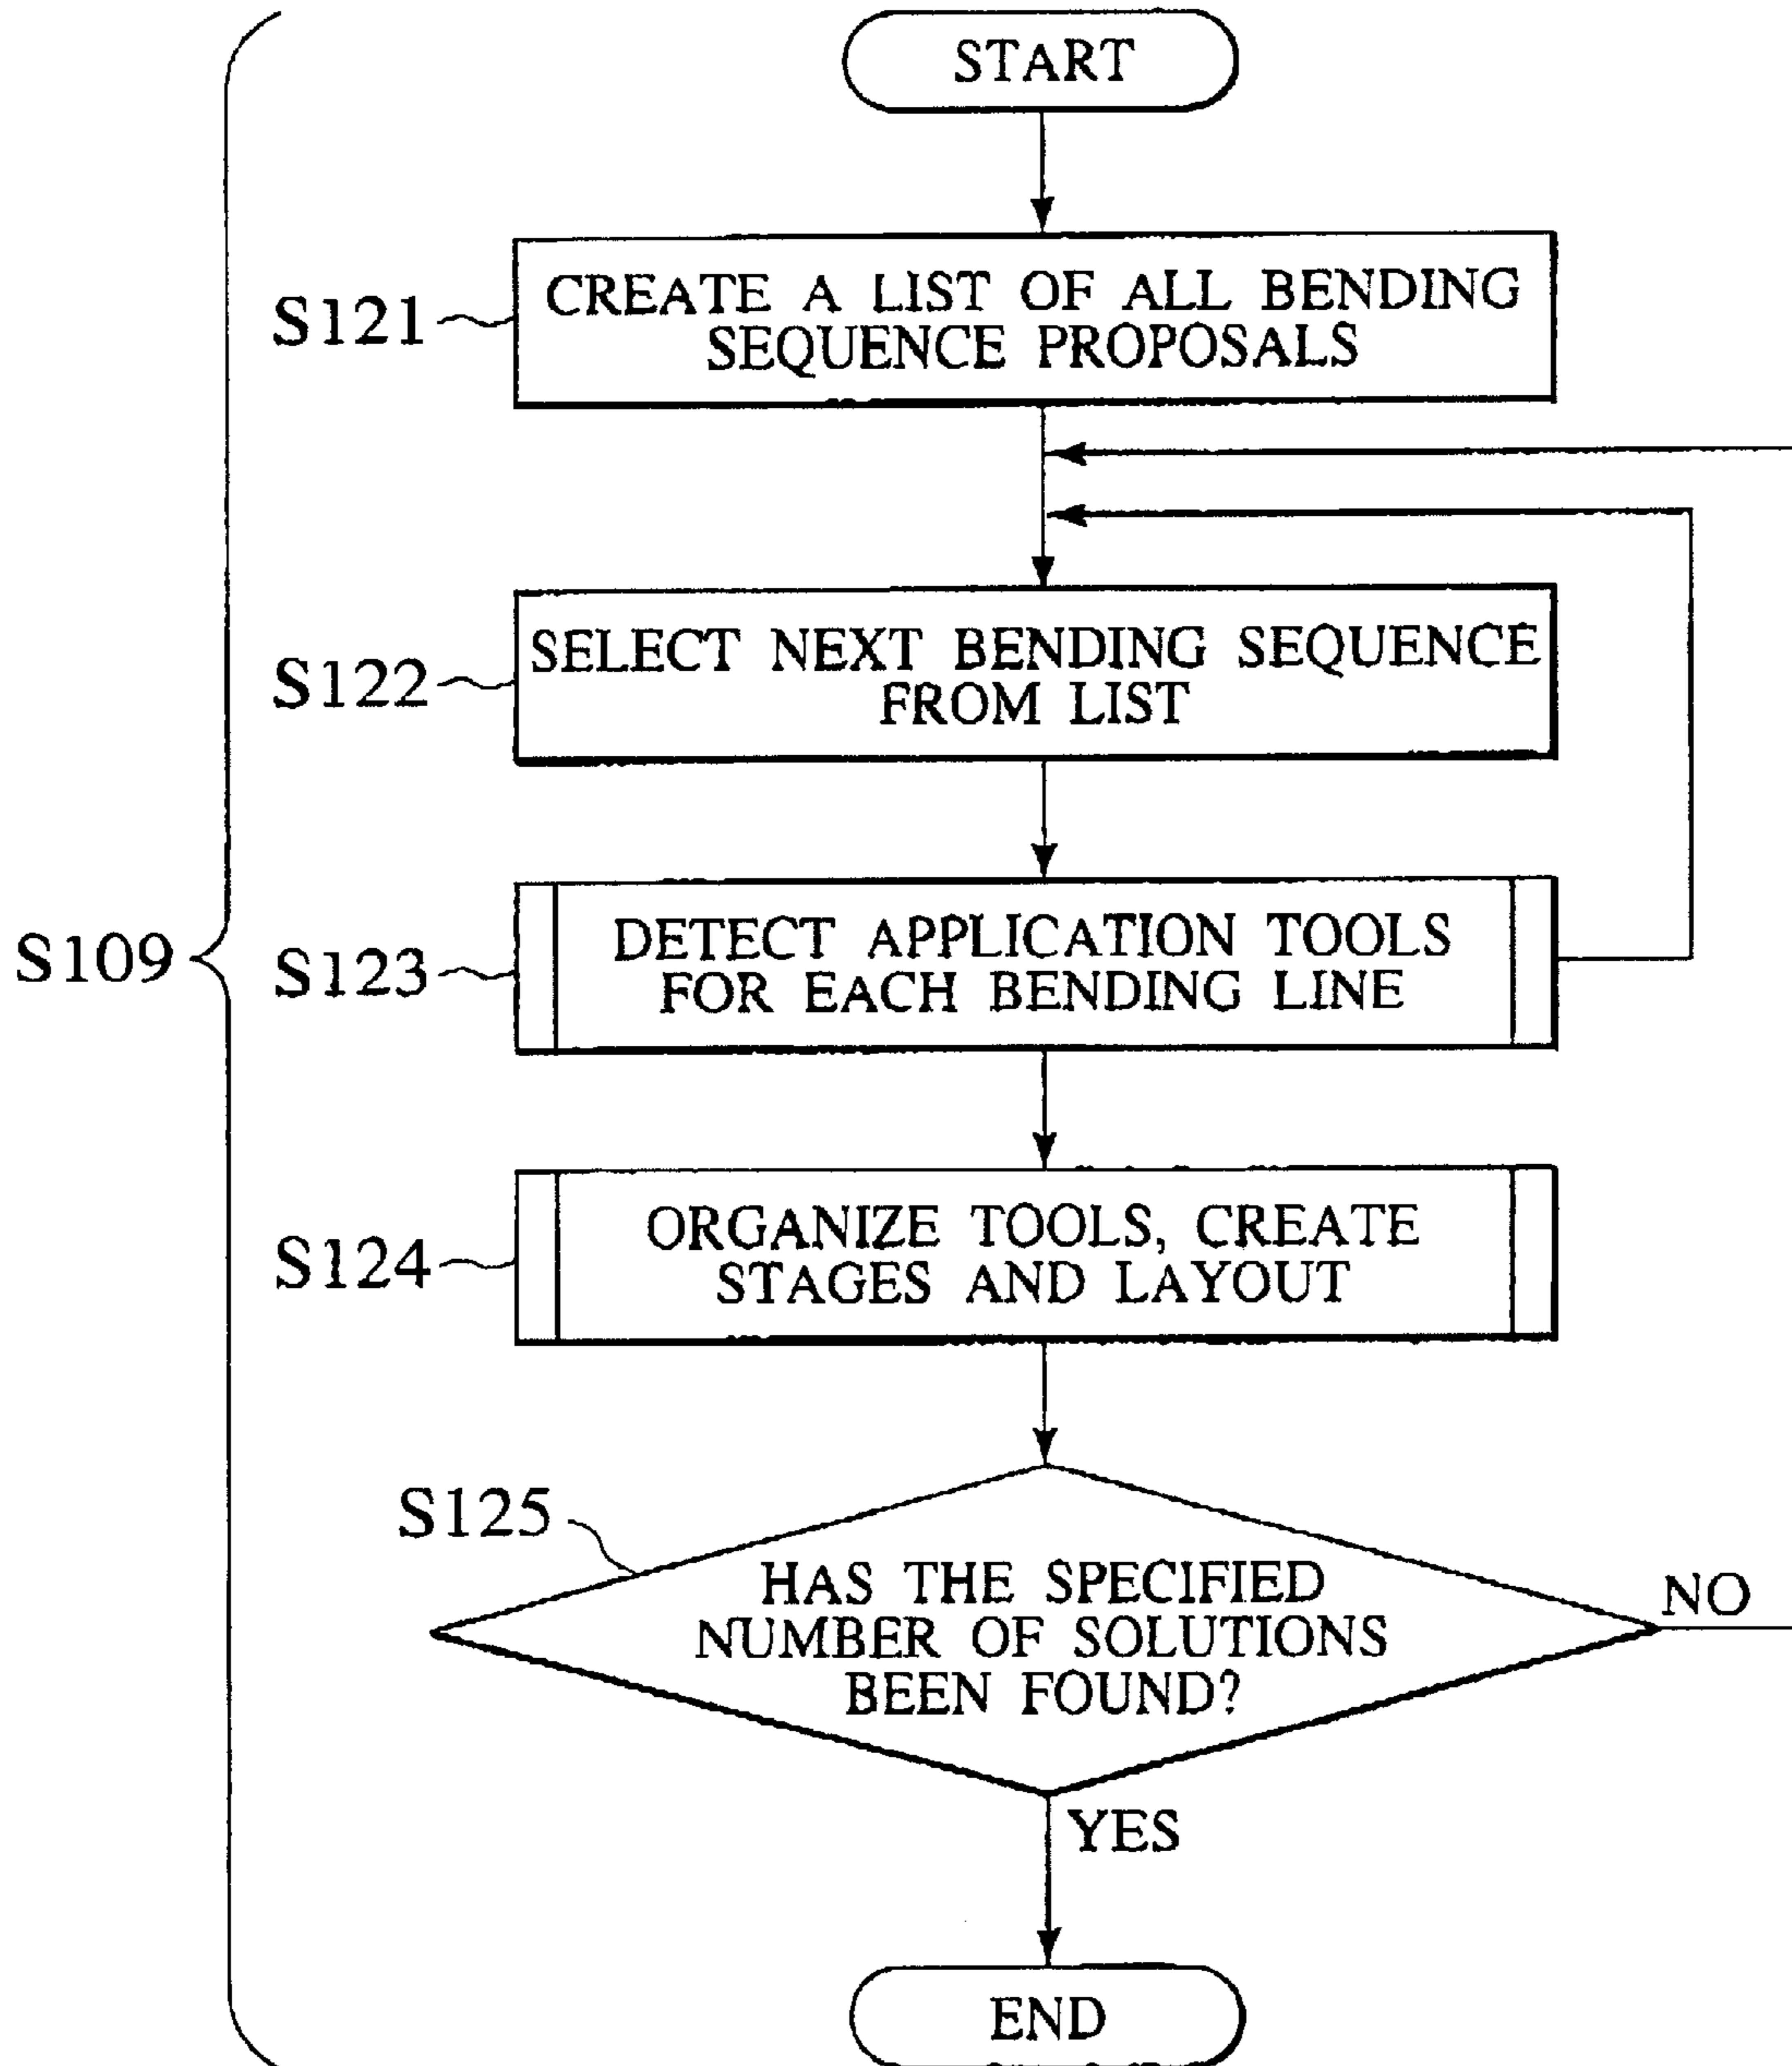 START
S121
CREATE A LIST OF ALL BENDING
SEQUENCE PROPOSALS
S122
SELECT NEXT BENDING SEQUENCE
FROM LIST
S109
S123
DETECT APPLICATION TOOLS
FOR EACH BENDING LINE
S124
ORGANIZE TOOLS, CREATE
STAGES AND LAYOUT
S125
HAS THE SPECIFIED
NUMBER OF SOLUTIONS
BEEN FOUND?
NO
YES
END